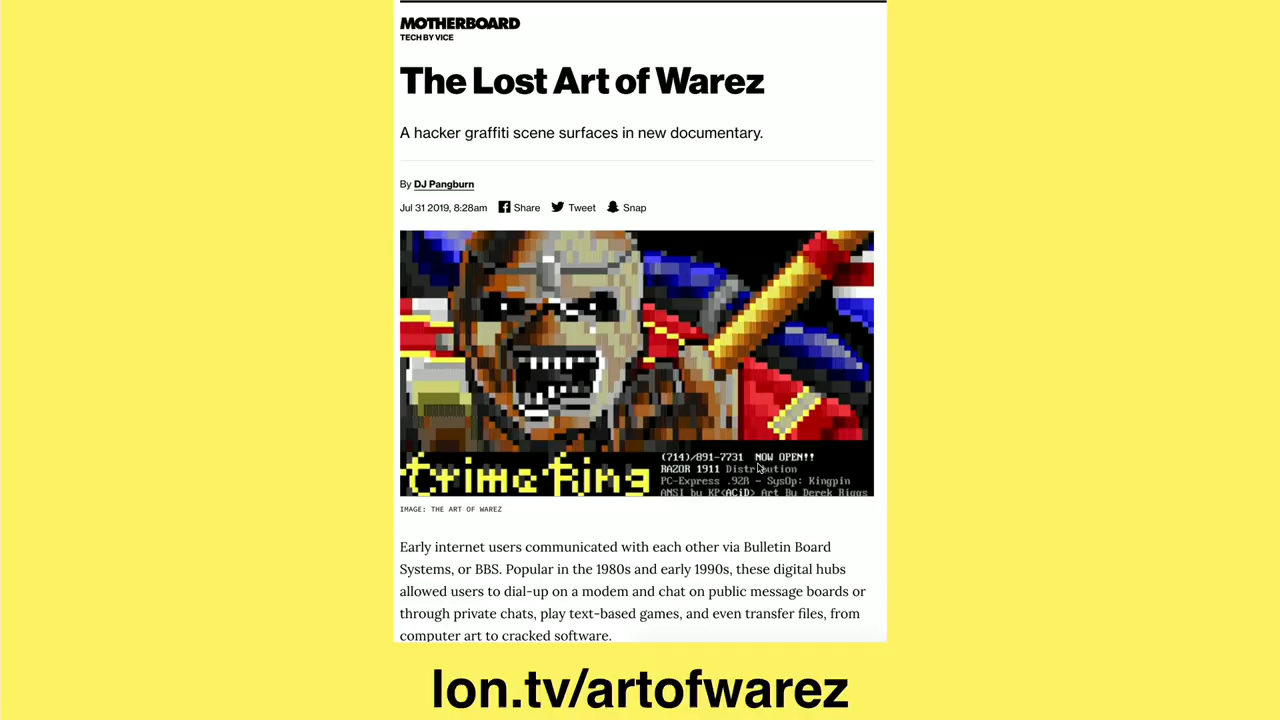 MOTHERBOARD
TECH BY VICE
The Lost Art of Warez
A hacker graffiti scene surfaces in new documentary.
By DJ Pangburn
Jul 31 2019, 8:28am Share Tweet Snap
(714)/891-7731 NOW OPEN!!
RAZOR 1911 Distribution
PC-Express .92ß - SysOp: Kingpin
ANSI by KP<ACiD> Art By Derek Riggs
Crime Ring
IMAGE: THE ART OF WAREZ
Early internet users communicated with each other via Bulletin Board
Systems, or BBS. Popular in the 1980s and early 1990s, these digital hubs
allowed users to dial-up on a modem and chat on public message boards or
through private chats, play text-based games, and even transfer files, from
computer art to cracked software.
lon.tv/artofwarez